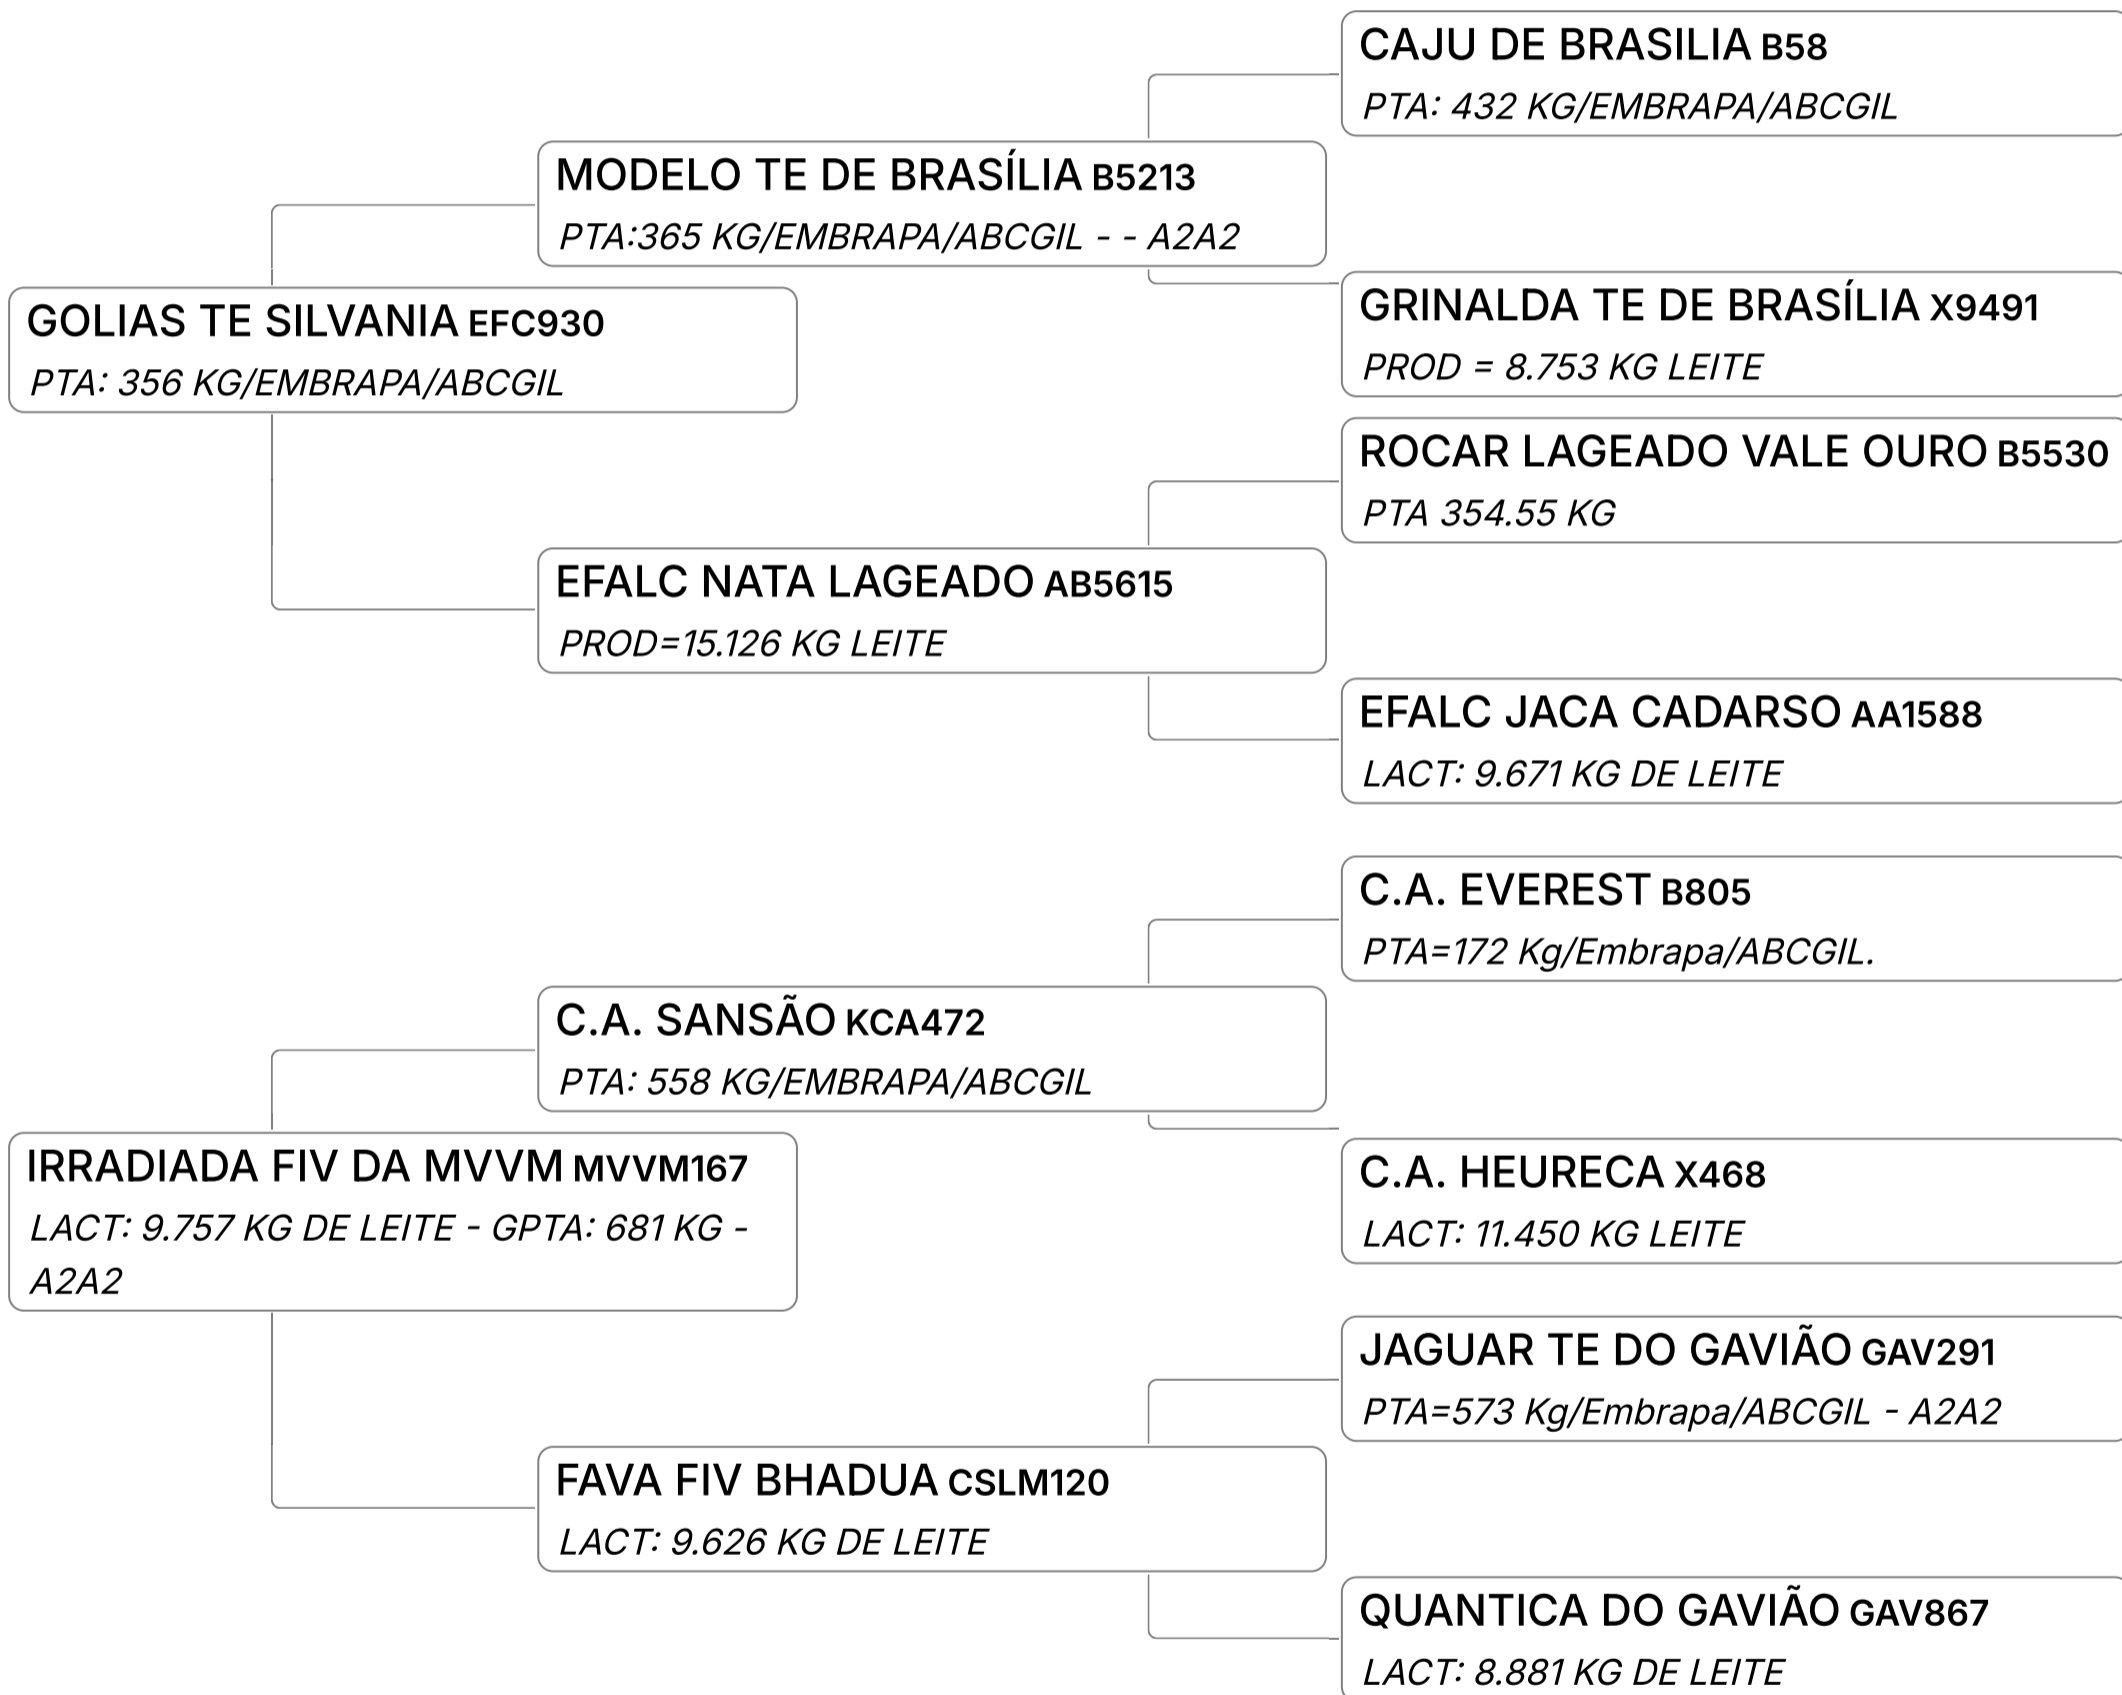 CAJU DE BRASILIA B58
PTA: 432 KG/EMBRAPA/ABCGIL
MODELO TE DE BRASÍLIA B5213
PTA:365 KG/EMBRAPA/ABCGIL - - A2A2
GRINALDA TE DE BRASÍLIA X9491
PROD = 8.753 KG LEITE
GOLIAS TE SILVANIA EFC930
PTA: 356 KG/EMBRAPA/ABCGIL
ROCAR LAGEADO VALE OURO B5530
PTA 354.55 KG
EFALC NATA LAGEADO AB5615
PROD=15.126 KG LEITE
EFALC JACA CADARSO AA1588
LACT: 9.671 KG DE LEITE
C.A. EVEREST B805
PTA=172 Kg/Embrapa/ABCGIL.
C.A. SANSÃO KCA472
PTA: 558 KG/EMBRAPA/ABCGIL
C.A. HEURECA X468
LACT: 11.450 KG LEITE
IRRADIADA FIV DA MVVM MVVM167
LACT: 9.757 KG DE LEITE - GPTA: 681 KG -
A2A2
JAGUAR TE DO GAVIÃO GAV291
PTA=573 Kg/Embrapa/ABCGIL - A2A2
FAVA FIV BHADUA CSLM120
LACT: 9.626 KG DE LEITE
QUANTICA DO GAVIÃO GAV867
LACT: 8.881 KG DE LEITE